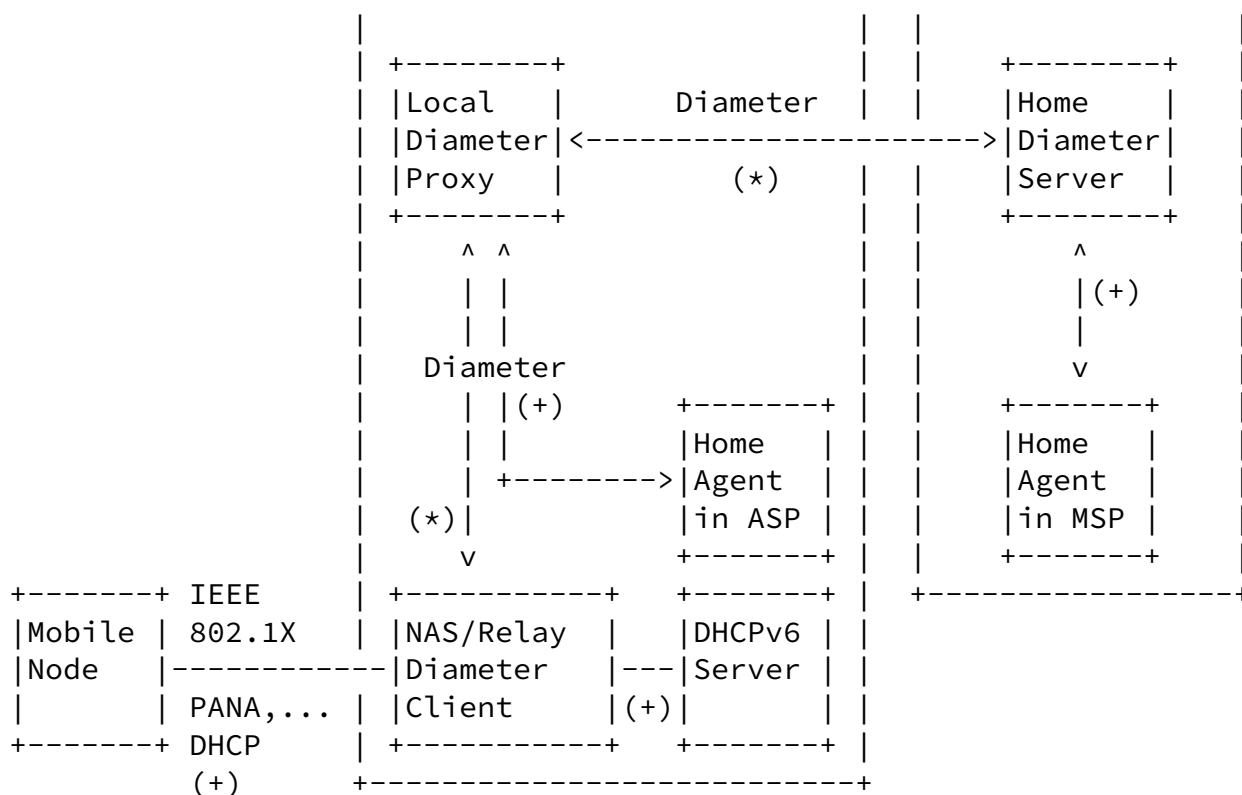 Local Diameter Home
Diameter Diameter
Proxy (*) Server
(+)
Diameter
(+)
Home Home
Agent Agent
(*) in ASP in MSP
IEEE
Mobile 802.1X NAS/Relay DHCPv6
Node Diameter Server
PANA,... Client (+)
DHCP
(+)